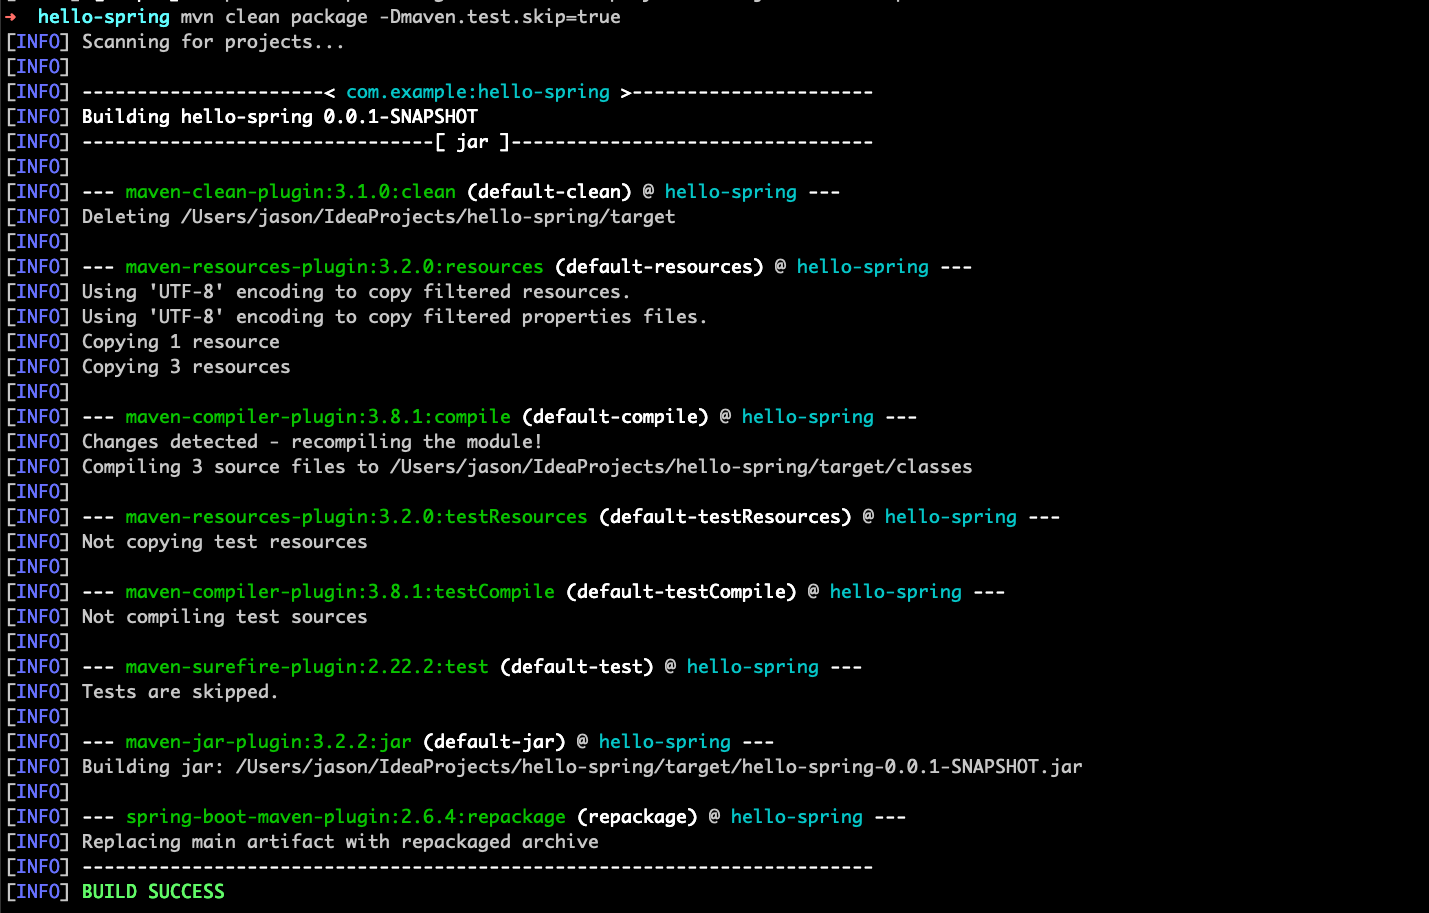 ➜  hello-spring mvn clean package -Dmaven.test.skip=true
[INFO] Scanning for projects...
[INFO]
[INFO] ----------------------< com.example:hello-spring >----------------------
[INFO] Building hello-spring 0.0.1-SNAPSHOT
[INFO] --------------------------------[ jar ]---------------------------------
[INFO]
[INFO] --- maven-clean-plugin:3.1.0:clean (default-clean) @ hello-spring ---
[INFO] Deleting /Users/jason/IdeaProjects/hello-spring/target
[INFO]
[INFO] --- maven-resources-plugin:3.2.0:resources (default-resources) @ hello-spring ---
[INFO] Using 'UTF-8' encoding to copy filtered resources.
[INFO] Using 'UTF-8' encoding to copy filtered properties files.
[INFO] Copying 1 resource
[INFO] Copying 3 resources
[INFO]
[INFO] --- maven-compiler-plugin:3.8.1:compile (default-compile) @ hello-spring ---
[INFO] Changes detected - recompiling the module!
[INFO] Compiling 3 source files to /Users/jason/IdeaProjects/hello-spring/target/classes
[INFO]
[INFO] --- maven-resources-plugin:3.2.0:testResources (default-testResources) @ hello-spring ---
[INFO] Not copying test resources
[INFO]
[INFO] --- maven-compiler-plugin:3.8.1:testCompile (default-testCompile) @ hello-spring ---
[INFO] Not compiling test sources
[INFO]
[INFO] --- maven-surefire-plugin:2.22.2:test (default-test) @ hello-spring ---
[INFO] Tests are skipped.
[INFO]
[INFO] --- maven-jar-plugin:3.2.2:jar (default-jar) @ hello-spring ---
[INFO] Building jar: /Users/jason/IdeaProjects/hello-spring/target/hello-spring-0.0.1-SNAPSHOT.jar
[INFO]
[INFO] --- spring-boot-maven-plugin:2.6.4:repackage (repackage) @ hello-spring ---
[INFO] Replacing main artifact with repackaged archive
[INFO] ------------------------------------------------------------------------
[INFO] BUILD SUCCESS